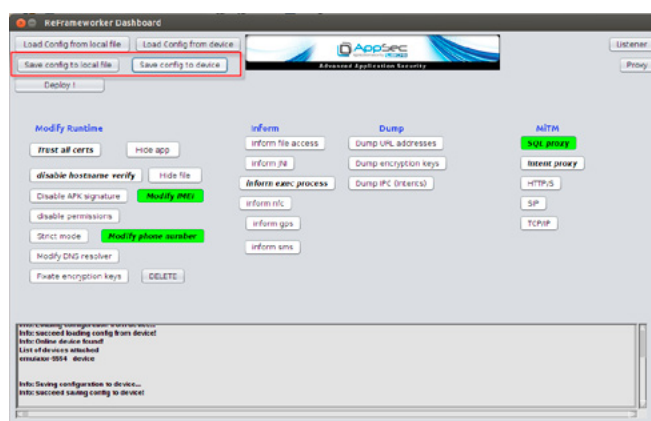 ReFrameworker Dashboard
Load Config from local file Load Config from device
AppSec
Listener
Save config to local file Save config to device
Advanced Application Security
Proxy
Deploy !
Modify Runtime Inform Dump MiTM
Trust all certs Hide app Inform file access Dump URL addresses SQL proxy
disable hostname verify Hide file Inform JNI Dump encryption keys Intent proxy
Disable APK signature Modify IMEI Inform exec process Dump IPC (Intents) HTTP/S
disable permissions inform nfc SIP
Strict mode Modify phone number inform gps TCP/IP
Modify DNS resolver inform sms
Fixate encryption keys DELETE
Info: Loading configuration from device...
Info: succeed loading config from device!
Info: Online device found!
List of devices attached
emulator-5554 device
Info: Saving configuration to device...
Info: succeed saving config to device!